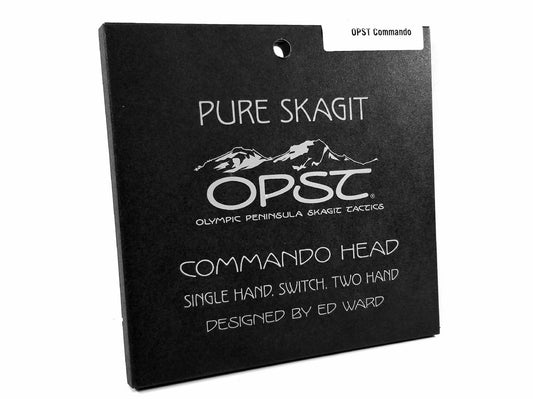 OPST Commando
PURE SKAGIT
OPST®
OLYMPIC PENINSULA SKAGIT TACTICS
COMMANDO HEAD
SINGLE HAND, SWITCH, TWO HAND
DESIGNED BY ED WARD